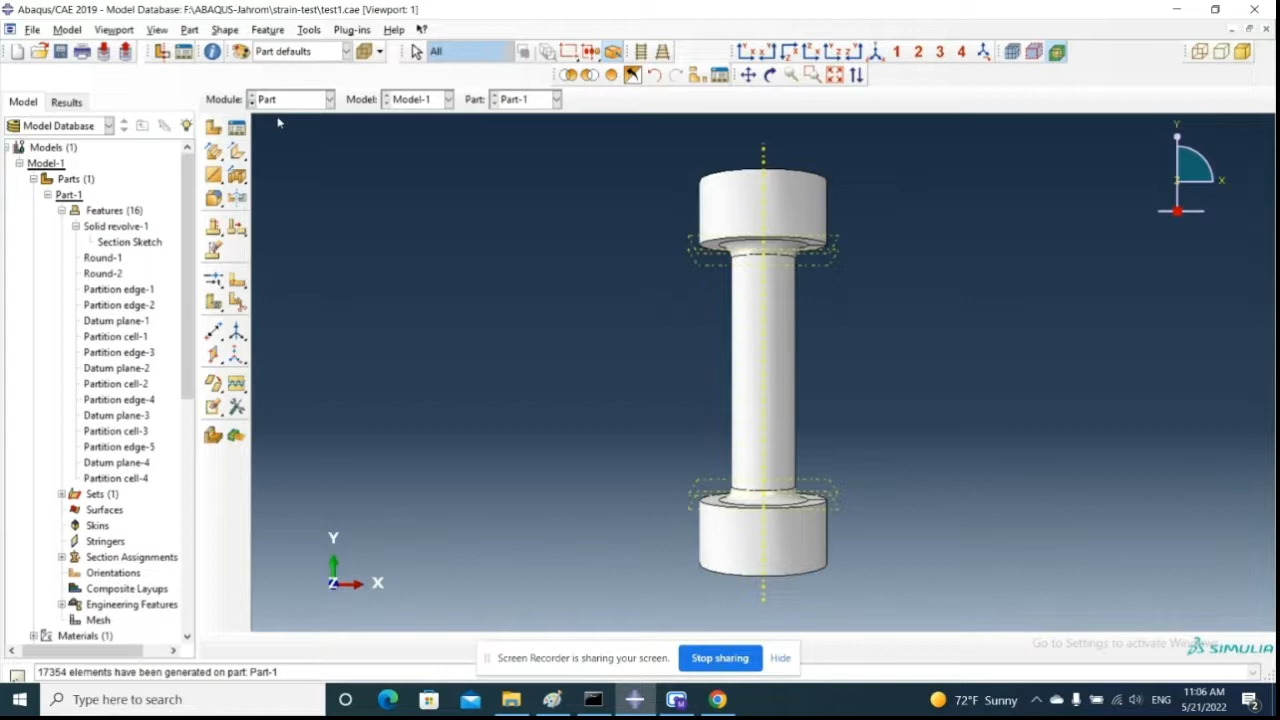 Abaqus/CAE 2019 - Model Database: F:\ABAQUS-Jahrom\strain-test\test1.cae [Viewport: 1]
File Model Viewport View Part Shape Feature Tools Plug-ins Help
Part defaults All 1 2 3 4
Model Results Module: Part Model: Model-1 Part: Part-1
Model Database
Models (1)
Model-1
Parts (1)
Part-1
Features (16)
Solid revolve-1
Section Sketch
Round-1
Round-2
Partition edge-1
Partition edge-2
Datum plane-1
Partition cell-1
Partition edge-3
Datum plane-2
Partition cell-2
Partition edge-4
Datum plane-3
Partition cell-3
Partition edge-5
Datum plane-4
Partition cell-4
Sets (1)
Surfaces
Skins
Stringers
Section Assignments
Orientations
Composite Layups
Engineering Features
Mesh
Materials (1)
Y
Z X
Y
Z X
Go to Settings to activate Windows.
SIMULIA
Screen Recorder is sharing your screen. Stop sharing Hide
17354 elements have been generated on part: Part-1
Type here to search
72°F Sunny ENG 11:06 AM
5/21/2022 2